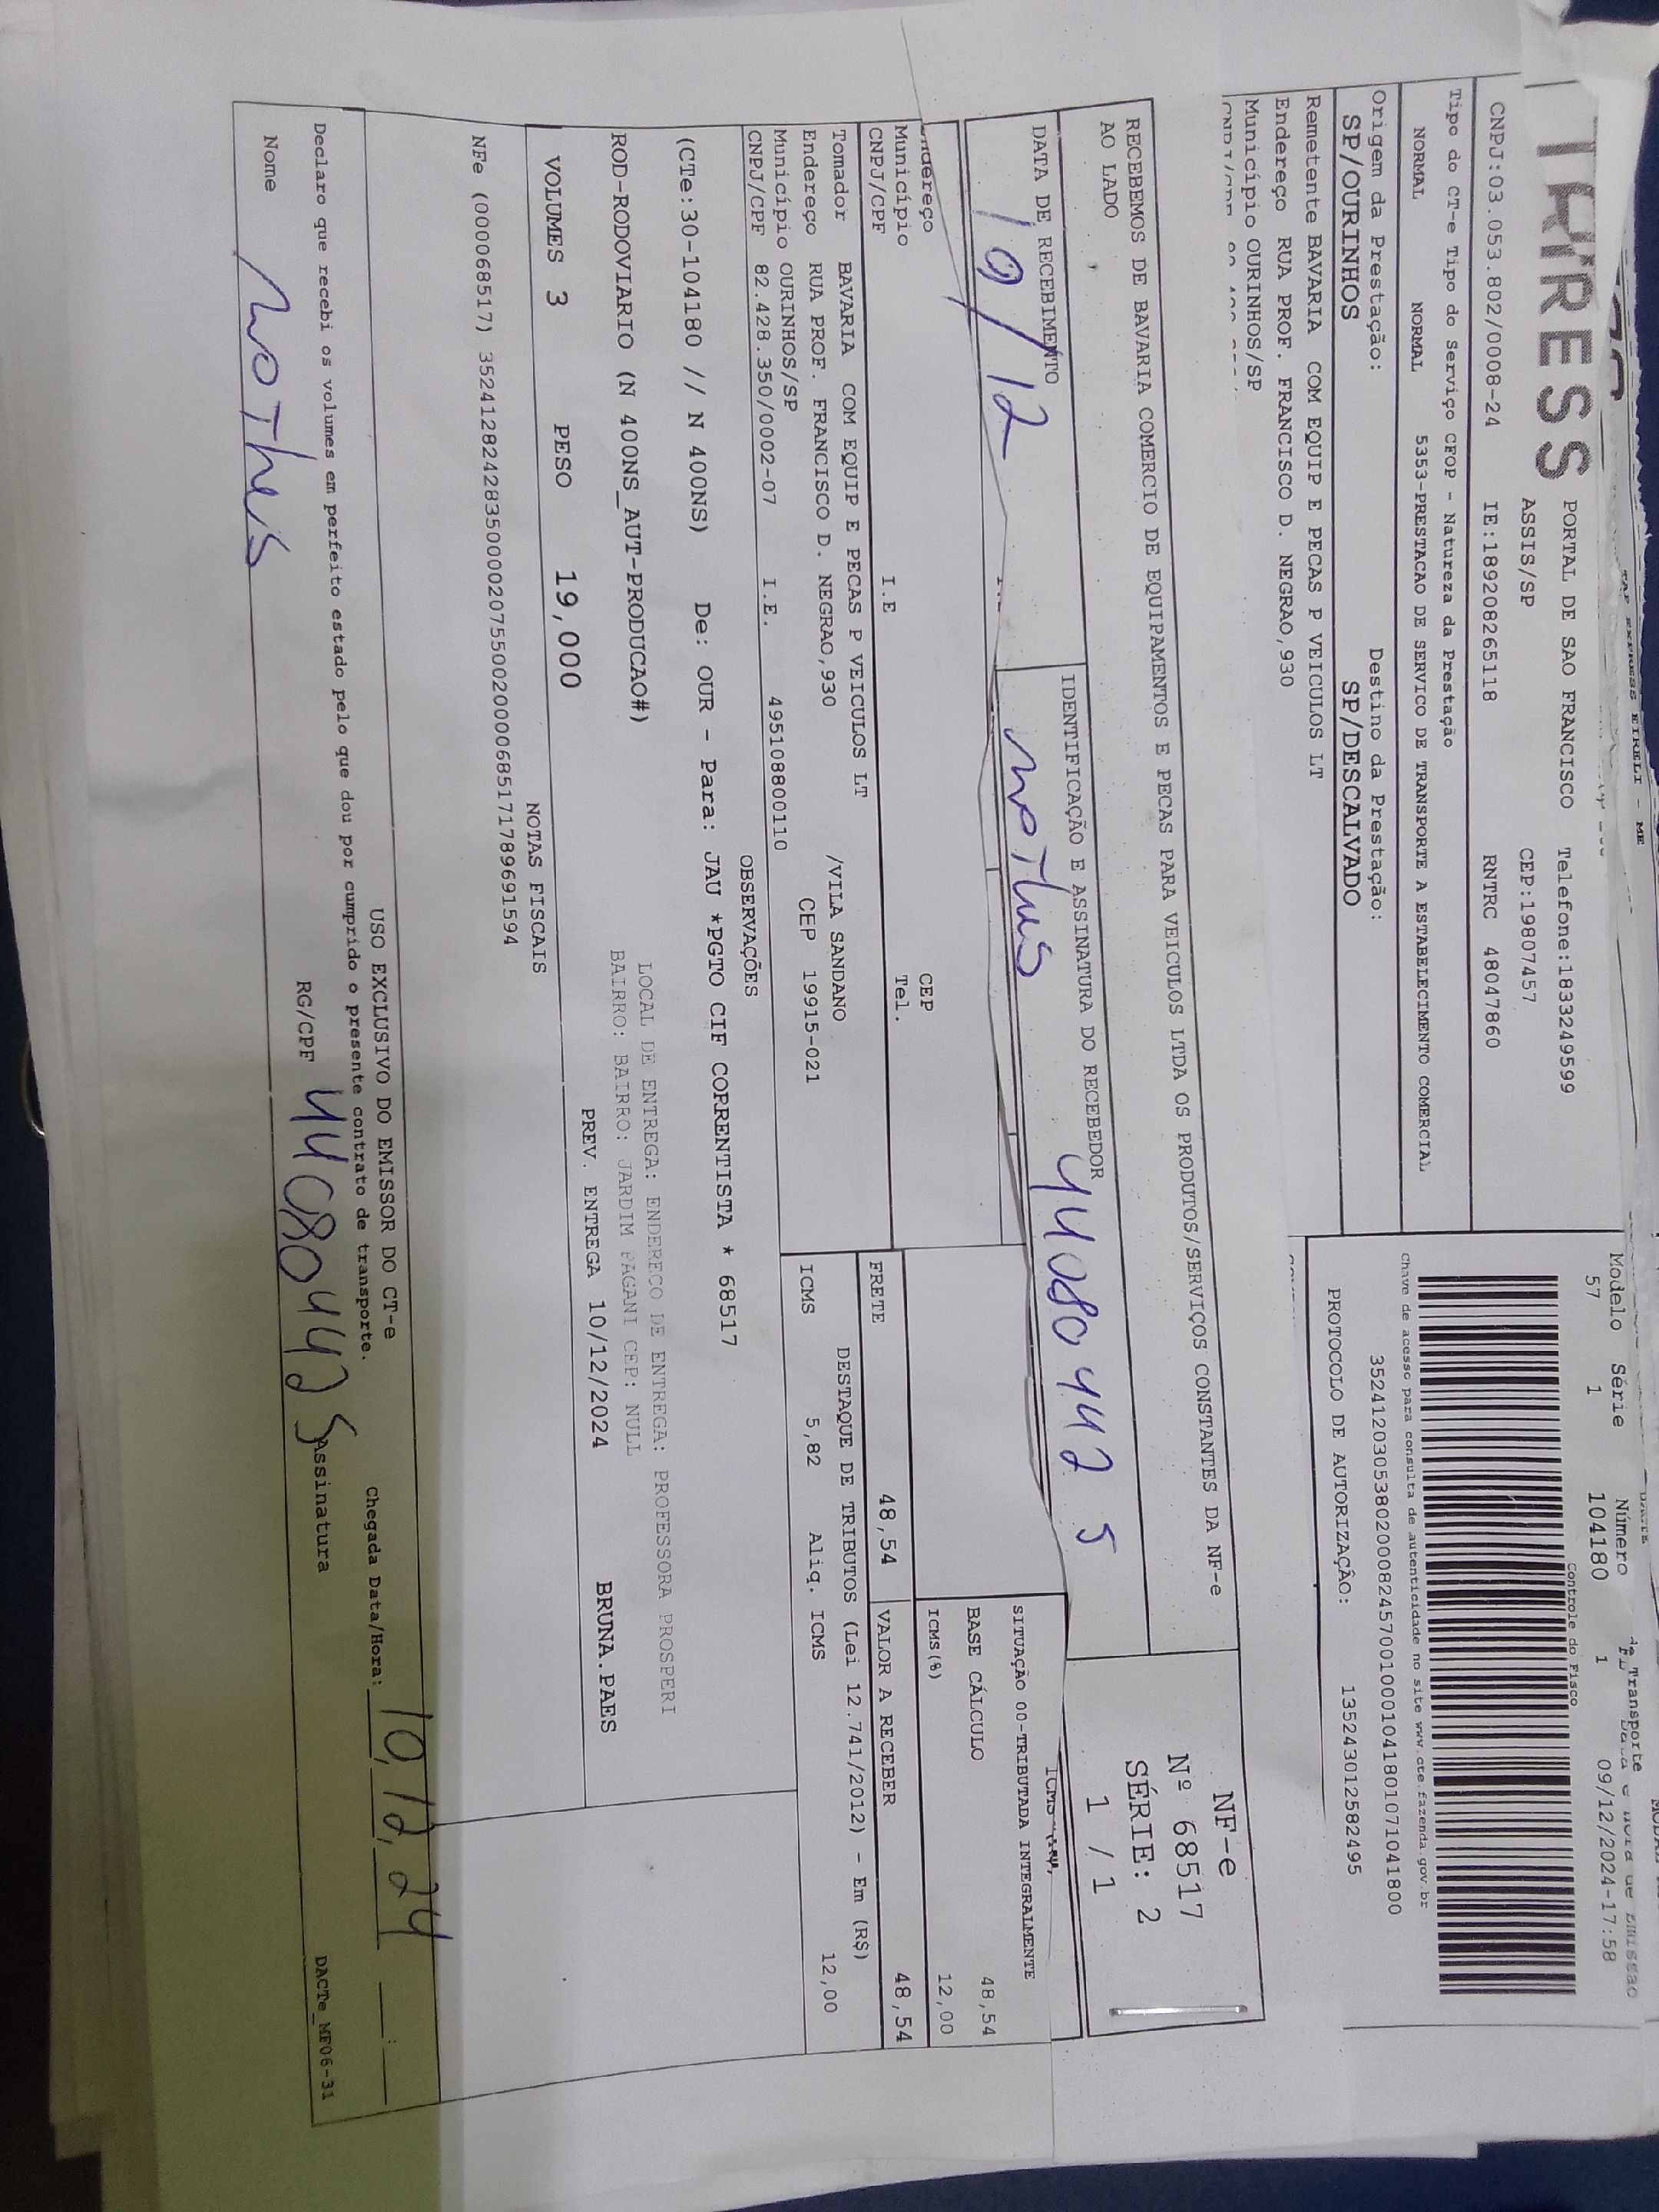 TAF EXPRESS EIRELI - ME
PORTAL DE SAO FRANCISCO Telefone:1833249599
ASSIS/SP CEP:19807457
CNPJ:03.053.802/0008-24 IE:189208265118 RNTRC 48047860
Modelo Série Número
57 1 104180 1 09/12/2024-17:58
Controle do Fisco
Tipo do CT-e Tipo do Serviço CFOP - Natureza da Prestação
NORMAL NORMAL 5353-PRESTACAO DE SERVICO DE TRANSPORTE A ESTABELECIMENTO COMERCIAL
Chave de acesso para consulta de autenticidade no site www.cte.fazenda.gov.br
35241203053802000824570010001041801071041800
Origem da Prestação: Destino da Prestação:
SP/OURINHOS SP/DESCALVADO
PROTOCOLO DE AUTORIZAÇÃO: 135243012582495
Remetente BAVARIA COM EQUIP E PECAS P VEICULOS LT
Endereço RUA PROF. FRANCISCO D. NEGRAO,930
Município OURINHOS/SP
RECEBEMOS DE BAVARIA COMERCIO DE EQUIPAMENTOS E PECAS PARA VEICULOS LTDA OS PRODUTOS/SERVIÇOS CONSTANTES DA NF-e
AO LADO
NF-e
Nº 68517
SÉRIE: 2
1 / 1
DATA DE RECEBIMENTO IDENTIFICAÇÃO E ASSINATURA DO RECEBEDOR
10/12 44080442 5
SITUAÇÃO 00-TRIBUTADA INTEGRALMENTE
BASE CÁLCULO 48,54
ICMS(%) 12,00
Endereço CEP
Município Tel.
CNPJ/CPF I.E
FRETE 48,54 VALOR A RECEBER 48,54
Tomador BAVARIA COM EQUIP E PECAS P VEICULOS LT
Endereço RUA PROF. FRANCISCO D. NEGRAO,930 /VILA SANDANO
Município OURINHOS/SP CEP 19915-021
CNPJ/CPF 82.428.350/0002-07 I.E. 495108800110
DESTAQUE DE TRIBUTOS (Lei 12.741/2012) - Em (R$)
ICMS 5,82 Aliq. ICMS 12,00
OBSERVAÇÕES
(CTe:30-104180 // N 400NS) De: OUR - Para: JAU *PGTO CIF CORRENTISTA * 68517
LOCAL DE ENTREGA: ENDERECO DE ENTREGA: PROFESSORA PROSPERI
ROD-RODOVIARIO (N 400NS_AUT-PRODUCAO#) BAIRRO: BAIRRO: JARDIM PAGANI CEP: NULL
PREV. ENTREGA 10/12/2024 BRUNA.PAES
VOLUMES 3 PESO 19,000
NOTAS FISCAIS
NFe (000068517) 35241282428350000207550020000685171789691594
USO EXCLUSIVO DO EMISSOR DO CT-e
Declaro que recebi os volumes em perfeito estado pelo que dou por cumprido o presente contrato de transporte.
Chegada Data/Hora: 10/12/24 :
Nome RG/CPF 44080442 5 Assinatura
DACTe_MF06-31